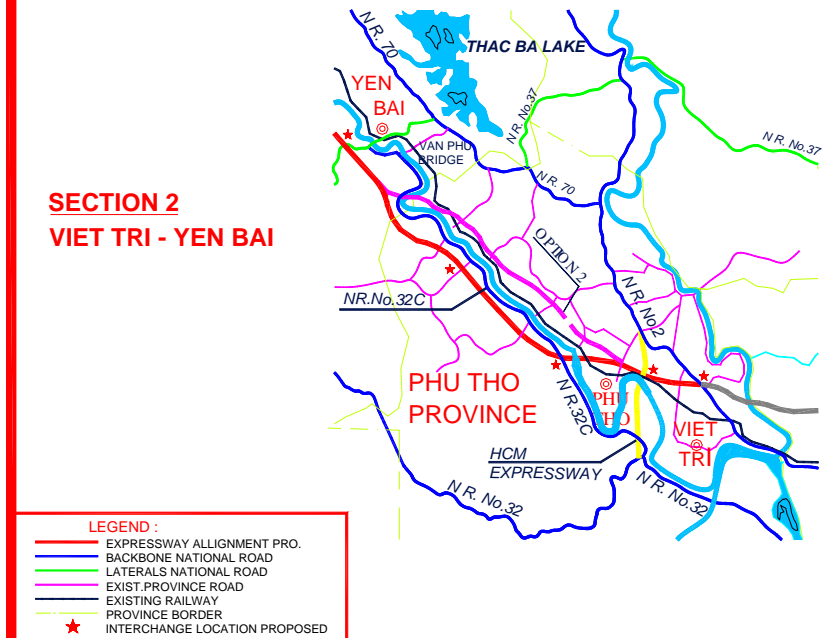 N R. 70
THAC BA LAKE
YEN
BAI
N R. No.37
N R. No.37
VAN PHU
BRIDGE
N R. 70
SECTION 2
VIET TRI - YEN BAI
OPTION 2
NR.No.32C
N R. No2
PHU THO
PROVINCE
N R.32C
PHU
THO
VIET
TRI
HCM
EXPRESSWAY
N R. No.32
N R. No.32
LEGEND :
EXPRESSWAY ALLIGNMENT PRO.
BACKBONE NATIONAL ROAD
LATERALS NATIONAL ROAD
EXIST.PROVINCE ROAD
EXISTING RAILWAY
PROVINCE BORDER
INTERCHANGE LOCATION PROPOSED